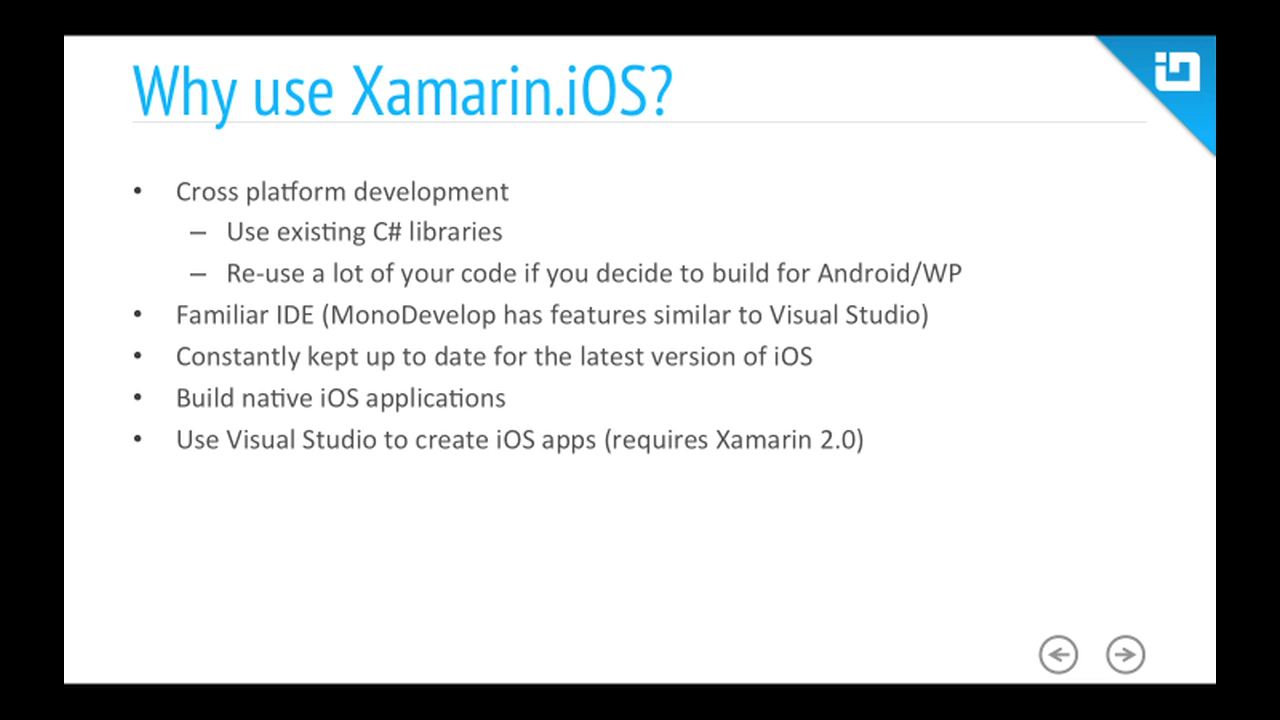 Why use Xamarin.iOS?
• Cross platform development
– Use existing C# libraries
– Re-use a lot of your code if you decide to build for Android/WP
• Familiar IDE (MonoDevelop has features similar to Visual Studio)
• Constantly kept up to date for the latest version of iOS
• Build native iOS applications
• Use Visual Studio to create iOS apps (requires Xamarin 2.0)